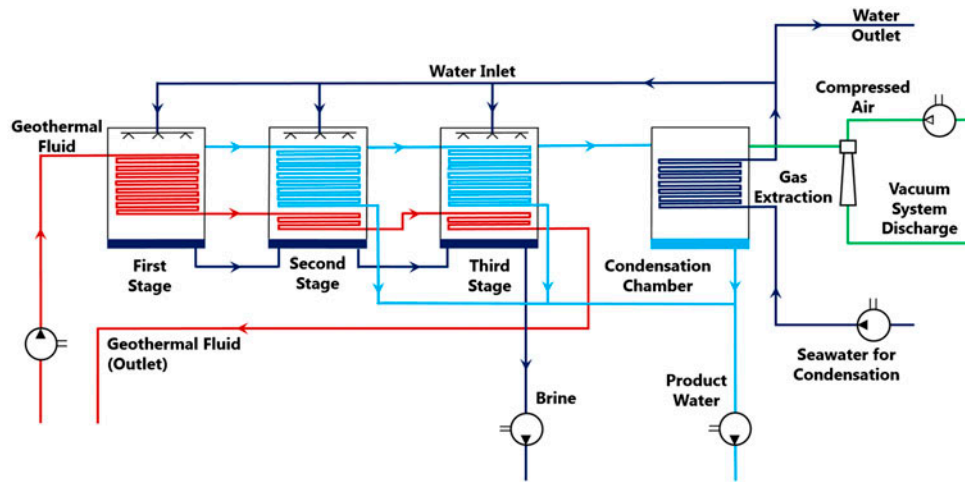 Water
Outlet
Water Inlet
Compressed
Air
Geothermal
Fluid
Gas
Extraction
Vacuum
System
Discharge
First
Stage
Second
Stage
Third
Stage
Condensation
Chamber
Geothermal Fluid
(Outlet)
Seawater for
Condensation
Brine
Product
Water